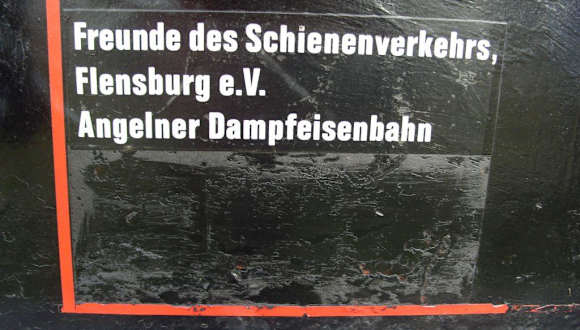 Freunde des Schienenverkehrs,
Flensburg e.V.
Angelner Dampfeisenbahn